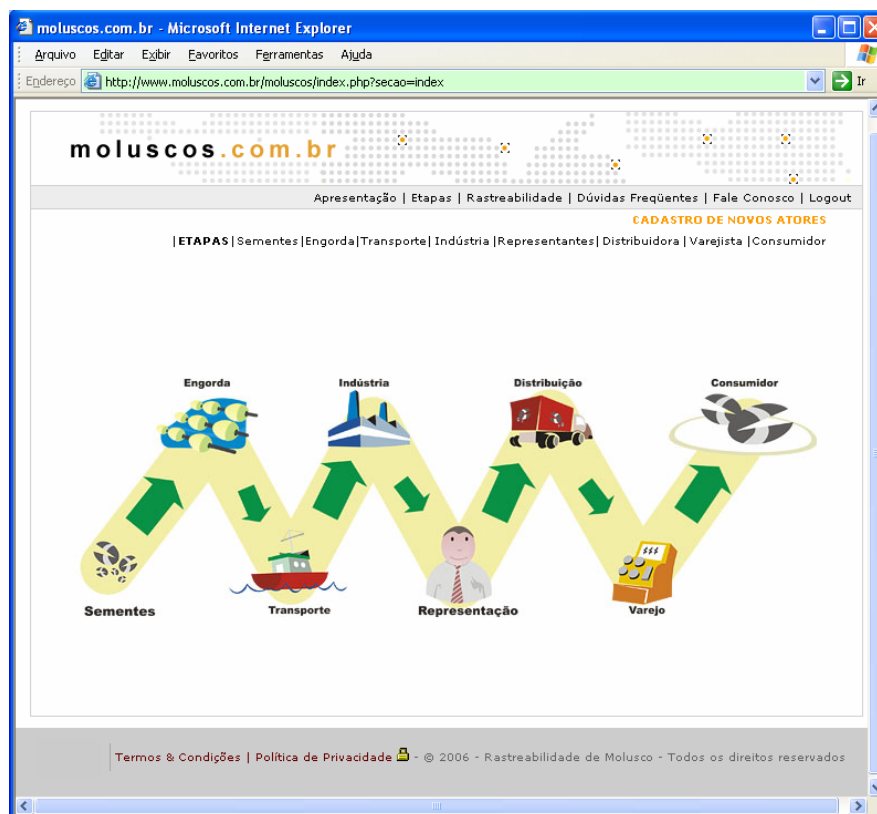 moluscos.com.br - Microsoft Internet Explorer
Arquivo Editar Exibir Favoritos Ferramentas Ajuda
Endereço http://www.moluscos.com.br/moluscos/index.php?secao=index Ir
moluscos.com.br
Apresentação | Etapas | Rastreabilidade | Dúvidas Freqüentes | Fale Conosco | Logout
CADASTRO DE NOVOS ATORES
|ETAPAS|Sementes|Engorda|Transporte| Indústria |Representantes| Distribuidora | Varejista |Consumidor
Engorda Indústria Distribuição Consumidor
$$$
Sementes Transporte Representação Varejo
Termos & Condições | Política de Privacidade - © 2006 - Rastreabilidade de Molusco - Todos os direitos reservados